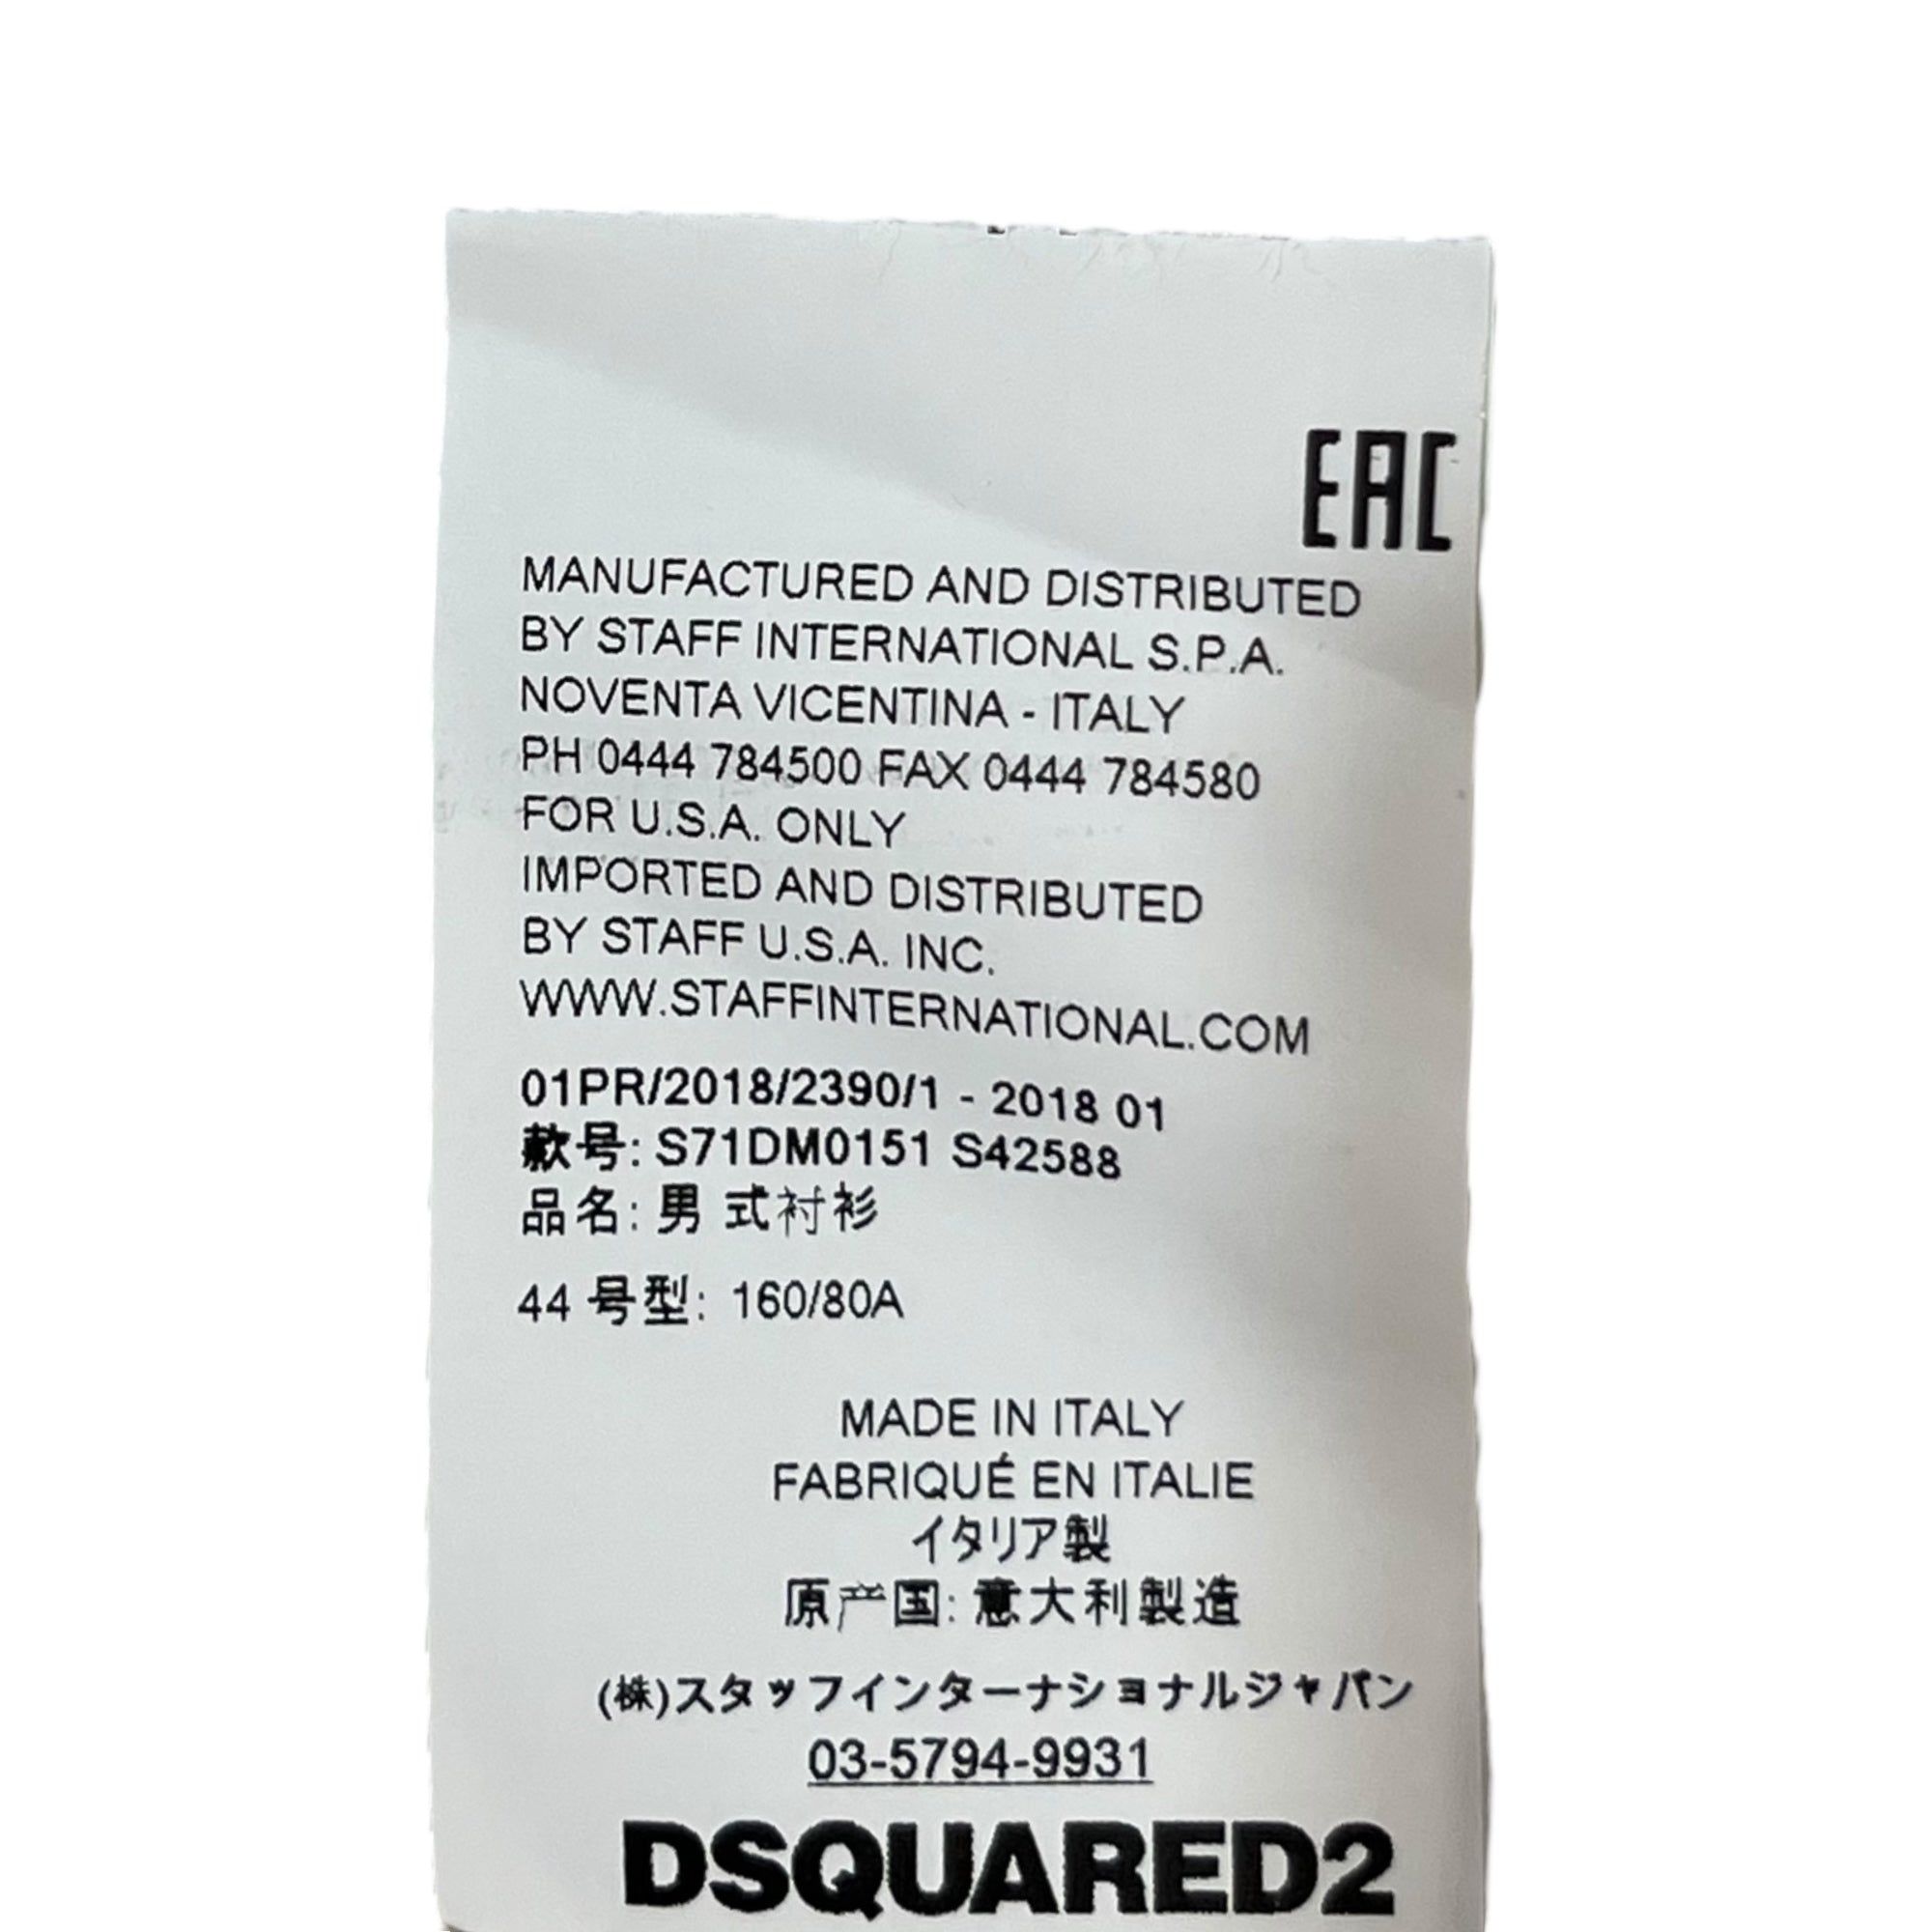 EAC
MANUFACTURED AND DISTRIBUTED
BY STAFF INTERNATIONAL S.P.A.
NOVENTA VICENTINA - ITALY
PH 0444 784500 FAX 0444 784580
FOR U.S.A. ONLY
IMPORTED AND DISTRIBUTED
BY STAFF U.S.A. INC.
WWW.STAFFINTERNATIONAL.COM
01PR/2018/2390/1 - 2018 01
款号: S71DM0151 S42588
品名: 男 式衬衫
44 号型: 160/80A
MADE IN ITALY
FABRIQUÉ EN ITALIE
イタリア製
原产国: 意大利製造
(株)スタッフインターナショナルジャパン
03-5794-9931
DSQUARED2